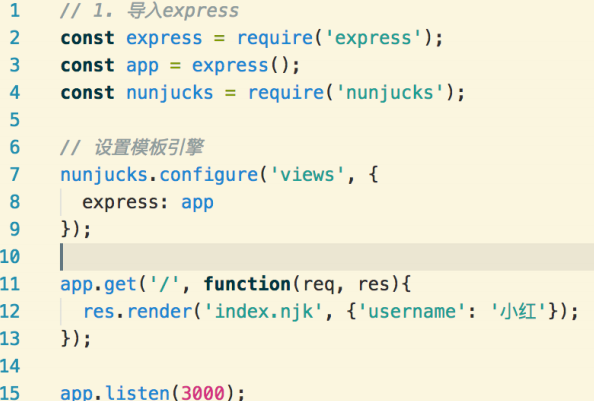 1 // 1. 导入express
2 const express = require('express');
3 const app = express();
4 const nunjucks = require('nunjucks');
5
6 // 设置模板引擎
7 nunjucks.configure('views', {
8   express: app
9 });
10
11 app.get('/', function(req, res){
12   res.render('index.njk', {'username': '小红'});
13 });
14
15 app.listen(3000);